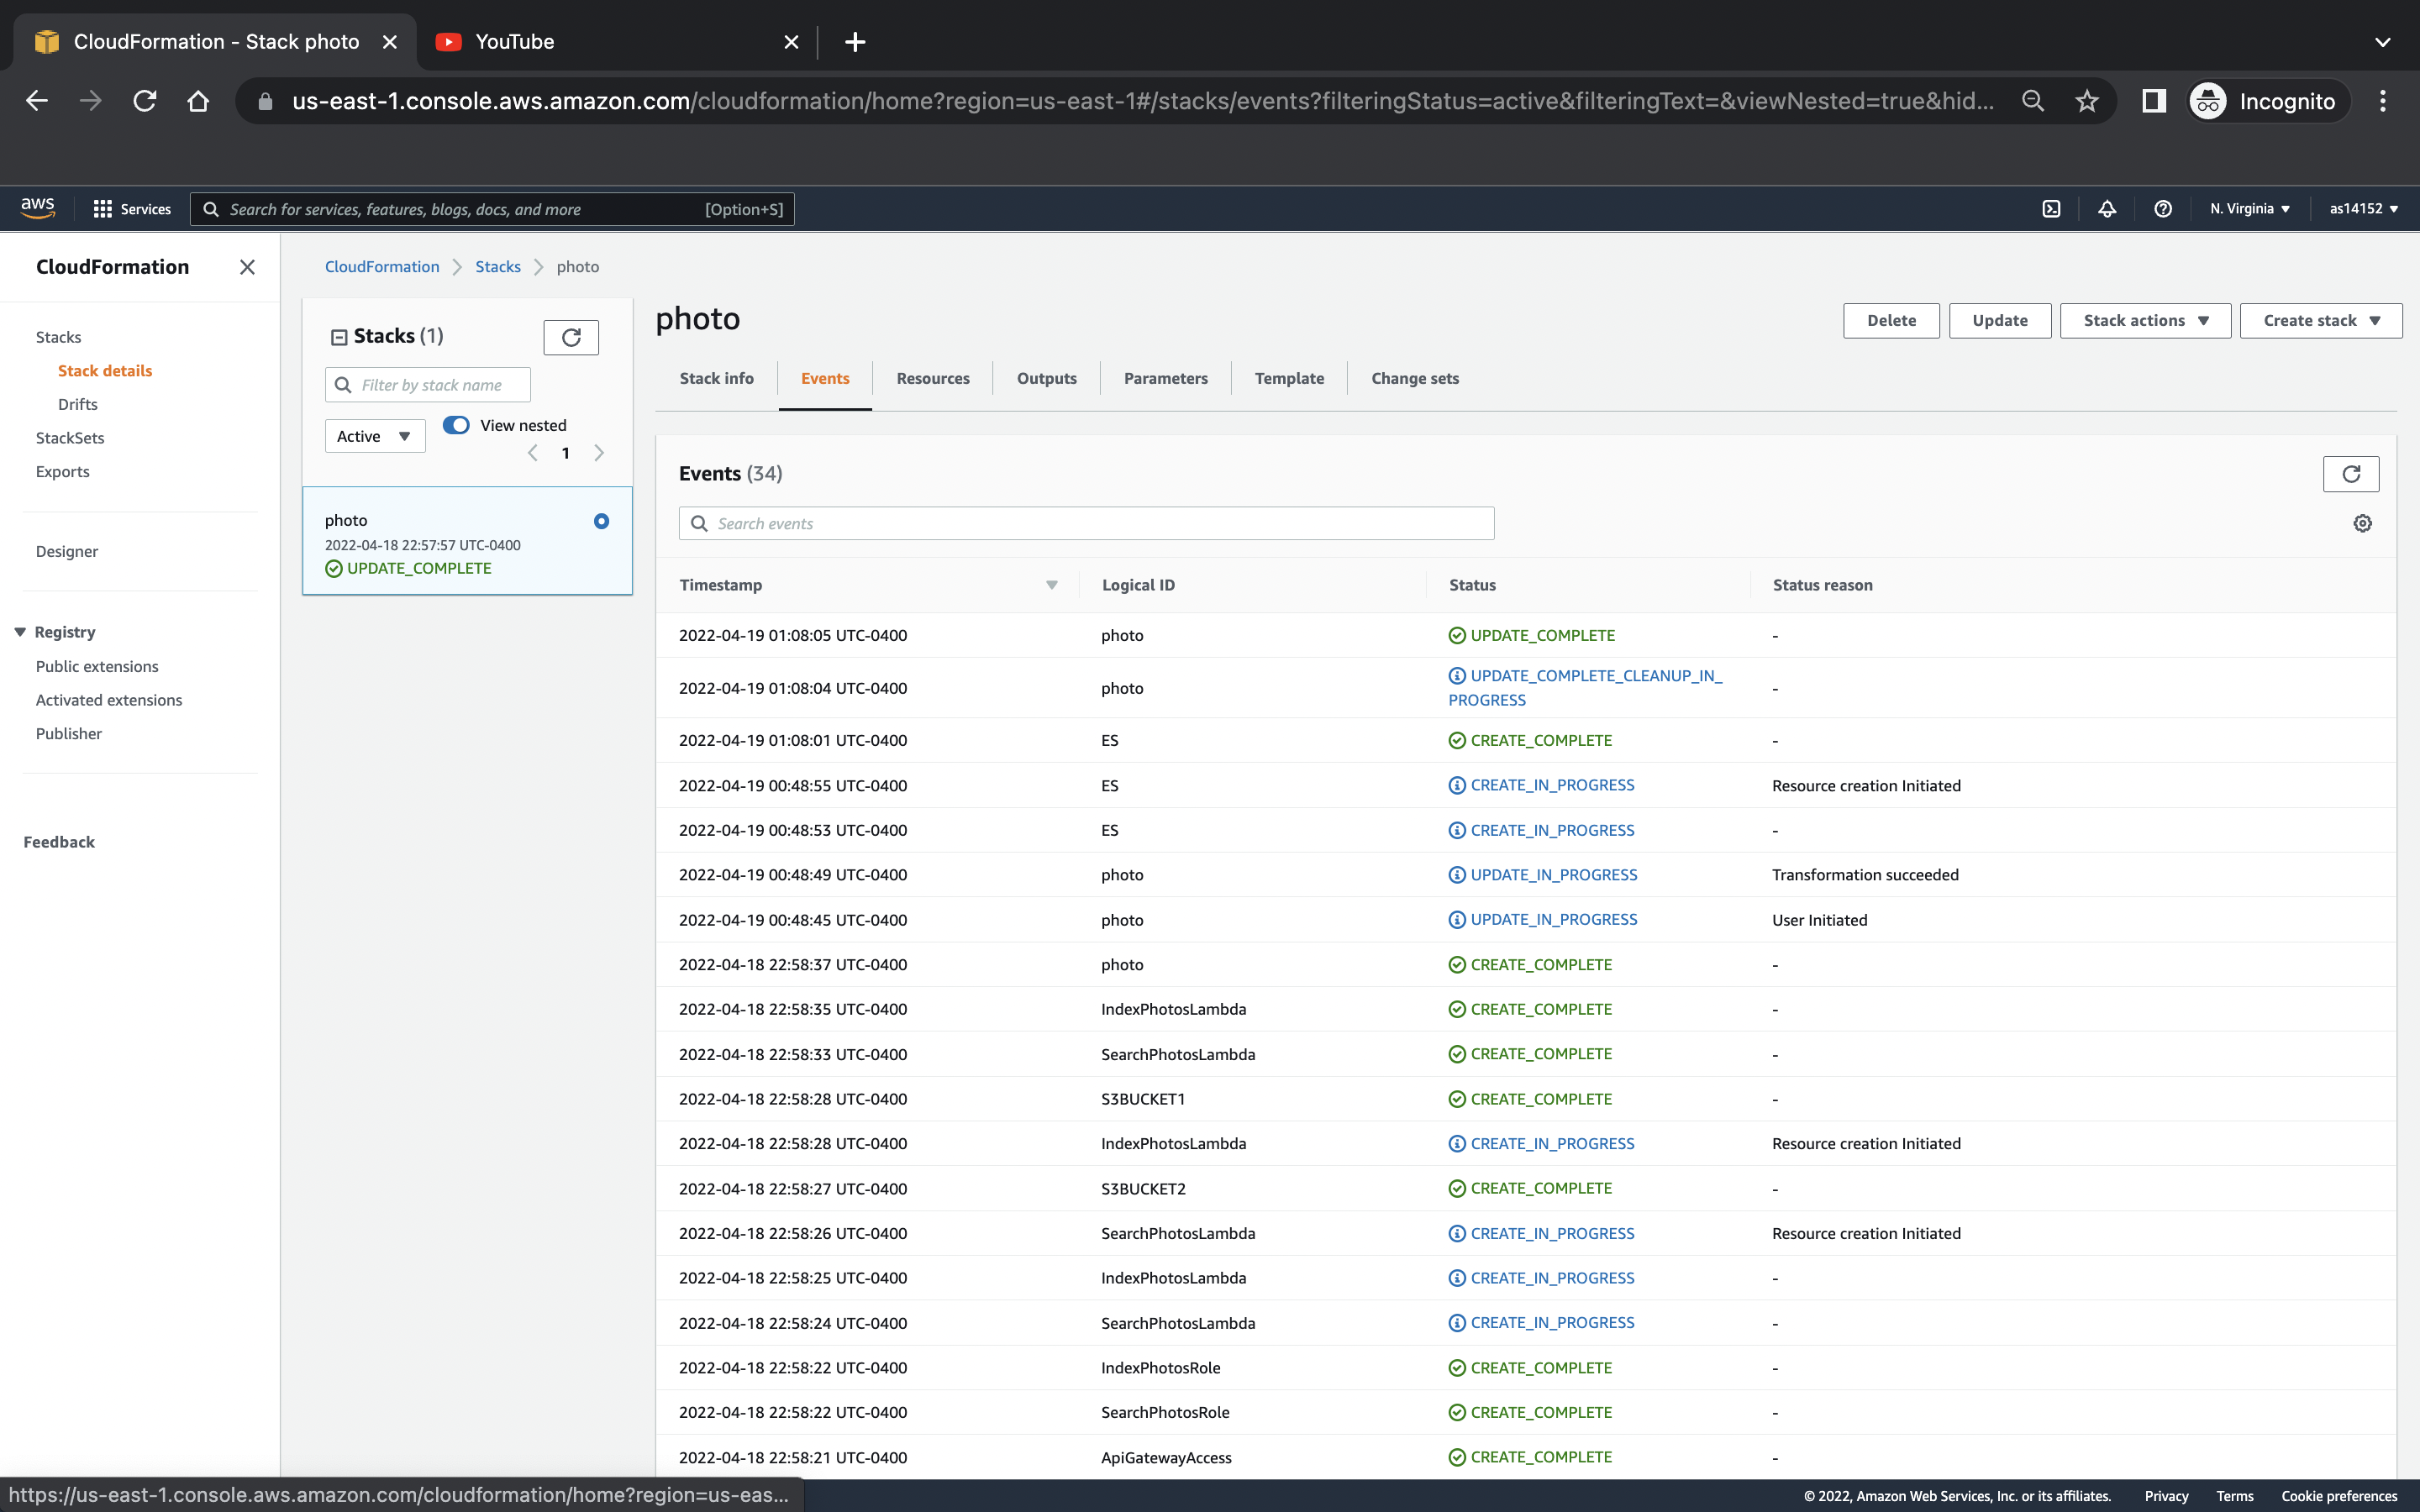 CloudFormation - Stack photo
YouTube
us-east-1.console.aws.amazon.com/cloudformation/home?region=us-east-1#/stacks/events?filteringStatus=active&filteringText=&viewNested=true&hid...
Incognito
aws
Services
Search for services, features, blogs, docs, and more
[Option+S]
N. Virginia
as14152
CloudFormation
Stacks
Stack details
Drifts
StackSets
Exports
Designer
Registry
Public extensions
Activated extensions
Publisher
Feedback
CloudFormation Stacks photo
Stacks (1)
Filter by stack name
Active
View nested
1
photo
2022-04-18 22:57:57 UTC-0400
UPDATE_COMPLETE
photo
Delete Update Stack actions Create stack
Stack info Events Resources Outputs Parameters Template Change sets
Events (34)
Search events
Timestamp Logical ID Status Status reason
2022-04-19 01:08:05 UTC-0400 photo UPDATE_COMPLETE -
2022-04-19 01:08:04 UTC-0400 photo UPDATE_COMPLETE_CLEANUP_IN_
PROGRESS -
2022-04-19 01:08:01 UTC-0400 ES CREATE_COMPLETE -
2022-04-19 00:48:55 UTC-0400 ES CREATE_IN_PROGRESS Resource creation Initiated
2022-04-19 00:48:53 UTC-0400 ES CREATE_IN_PROGRESS -
2022-04-19 00:48:49 UTC-0400 photo UPDATE_IN_PROGRESS Transformation succeeded
2022-04-19 00:48:45 UTC-0400 photo UPDATE_IN_PROGRESS User Initiated
2022-04-18 22:58:37 UTC-0400 photo CREATE_COMPLETE -
2022-04-18 22:58:35 UTC-0400 IndexPhotosLambda CREATE_COMPLETE -
2022-04-18 22:58:33 UTC-0400 SearchPhotosLambda CREATE_COMPLETE -
2022-04-18 22:58:28 UTC-0400 S3BUCKET1 CREATE_COMPLETE -
2022-04-18 22:58:28 UTC-0400 IndexPhotosLambda CREATE_IN_PROGRESS Resource creation Initiated
2022-04-18 22:58:27 UTC-0400 S3BUCKET2 CREATE_COMPLETE -
2022-04-18 22:58:26 UTC-0400 SearchPhotosLambda CREATE_IN_PROGRESS Resource creation Initiated
2022-04-18 22:58:25 UTC-0400 IndexPhotosLambda CREATE_IN_PROGRESS -
2022-04-18 22:58:24 UTC-0400 SearchPhotosLambda CREATE_IN_PROGRESS -
2022-04-18 22:58:22 UTC-0400 IndexPhotosRole CREATE_COMPLETE -
2022-04-18 22:58:22 UTC-0400 SearchPhotosRole CREATE_COMPLETE -
2022-04-18 22:58:21 UTC-0400 ApiGatewayAccess CREATE_COMPLETE -
https://us-east-1.console.aws.amazon.com/cloudformation/home?region=us-eas...
© 2022, Amazon Web Services, Inc. or its affiliates. Privacy Terms Cookie preferences